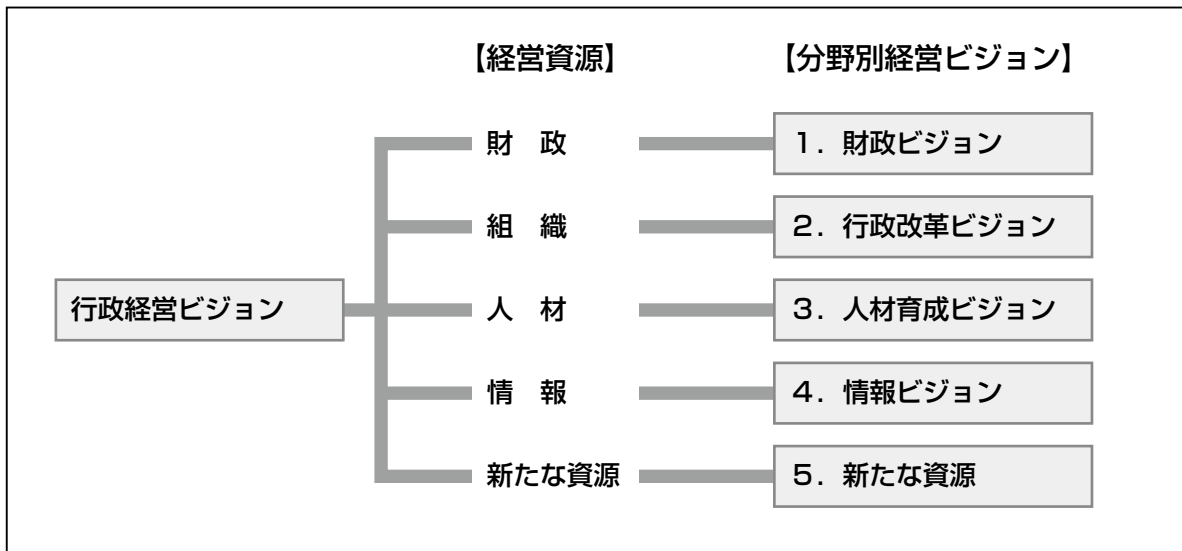 【経営資源】 【分野別経営ビジョン】
財　政 １．財政ビジョン
組　織 ２．行政改革ビジョン
行政経営ビジョン 人　材 ３．人材育成ビジョン
情　報 ４．情報ビジョン
新たな資源 ５．新たな資源